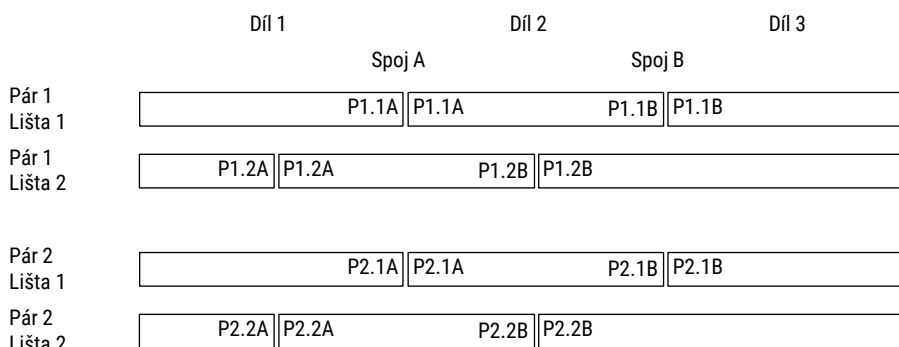 Díl 1 Díl 2 Díl 3
Spoj A Spoj B
Pár 1
Lišta 1
P1.1A P1.1A P1.1B P1.1B
Pár 1
Lišta 2
P1.2A P1.2A P1.2B P1.2B
Pár 2
Lišta 1
P2.1A P2.1A P2.1B P2.1B
Pár 2
Lišta 2
P2.2A P2.2A P2.2B P2.2B